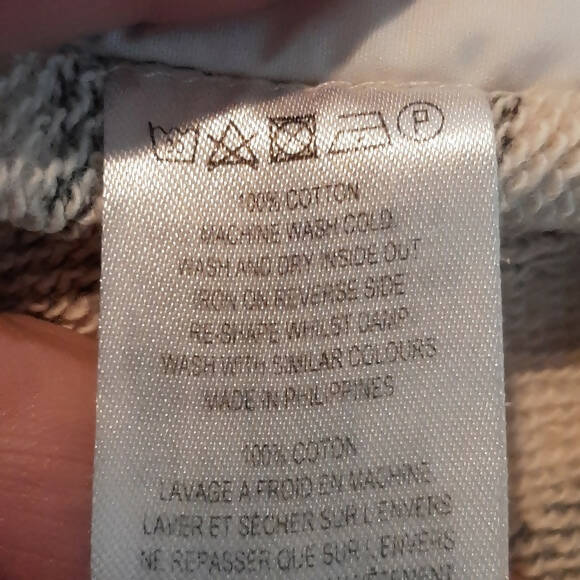 P
100% COTTON
MACHINE WASH COLD
WASH AND DRY INSIDE OUT
IRON ON REVERSE SIDE
RE-SHAPE WHILST DAMP
WASH WITH SIMILAR COLOURS
MADE IN PHILIPPINES
100% COTON
LAVAGE A FROID EN MACHINE
LAVER ET SECHER SUR L'ENVERS
NE REPASSER QUE SUR L'ENVERS